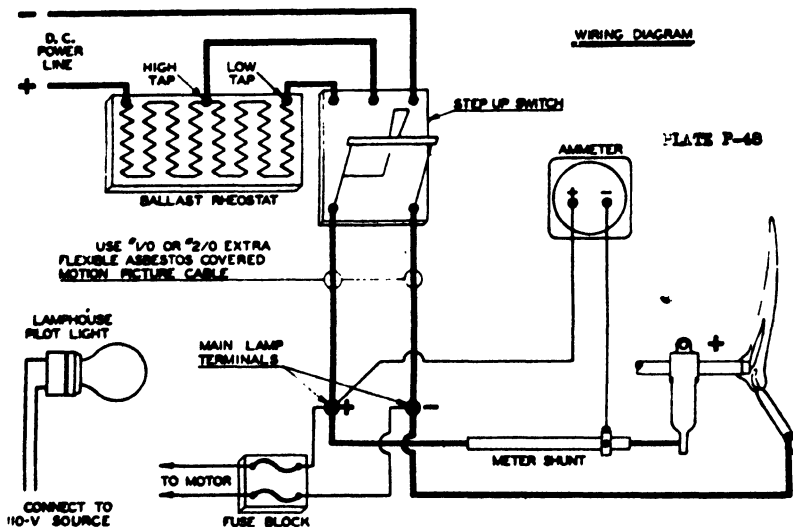 WIRING DIAGRAM
−
D.C.
POWER
LINE
+
HIGH
TAP
LOW
TAP
STEP UP SWITCH
PLATE P-48
AMMETER
+ −
BALLAST RHEOSTAT
USE #1/0 OR #2/0 EXTRA
FLEXIBLE ASBESTOS COVERED
MOTION PICTURE CABLE
LAMPHOUSE
PILOT LIGHT
MAIN LAMP
TERMINALS
+
−
+
METER SHUNT
TO MOTOR
FUSE BLOCK
CONNECT TO
110-V SOURCE